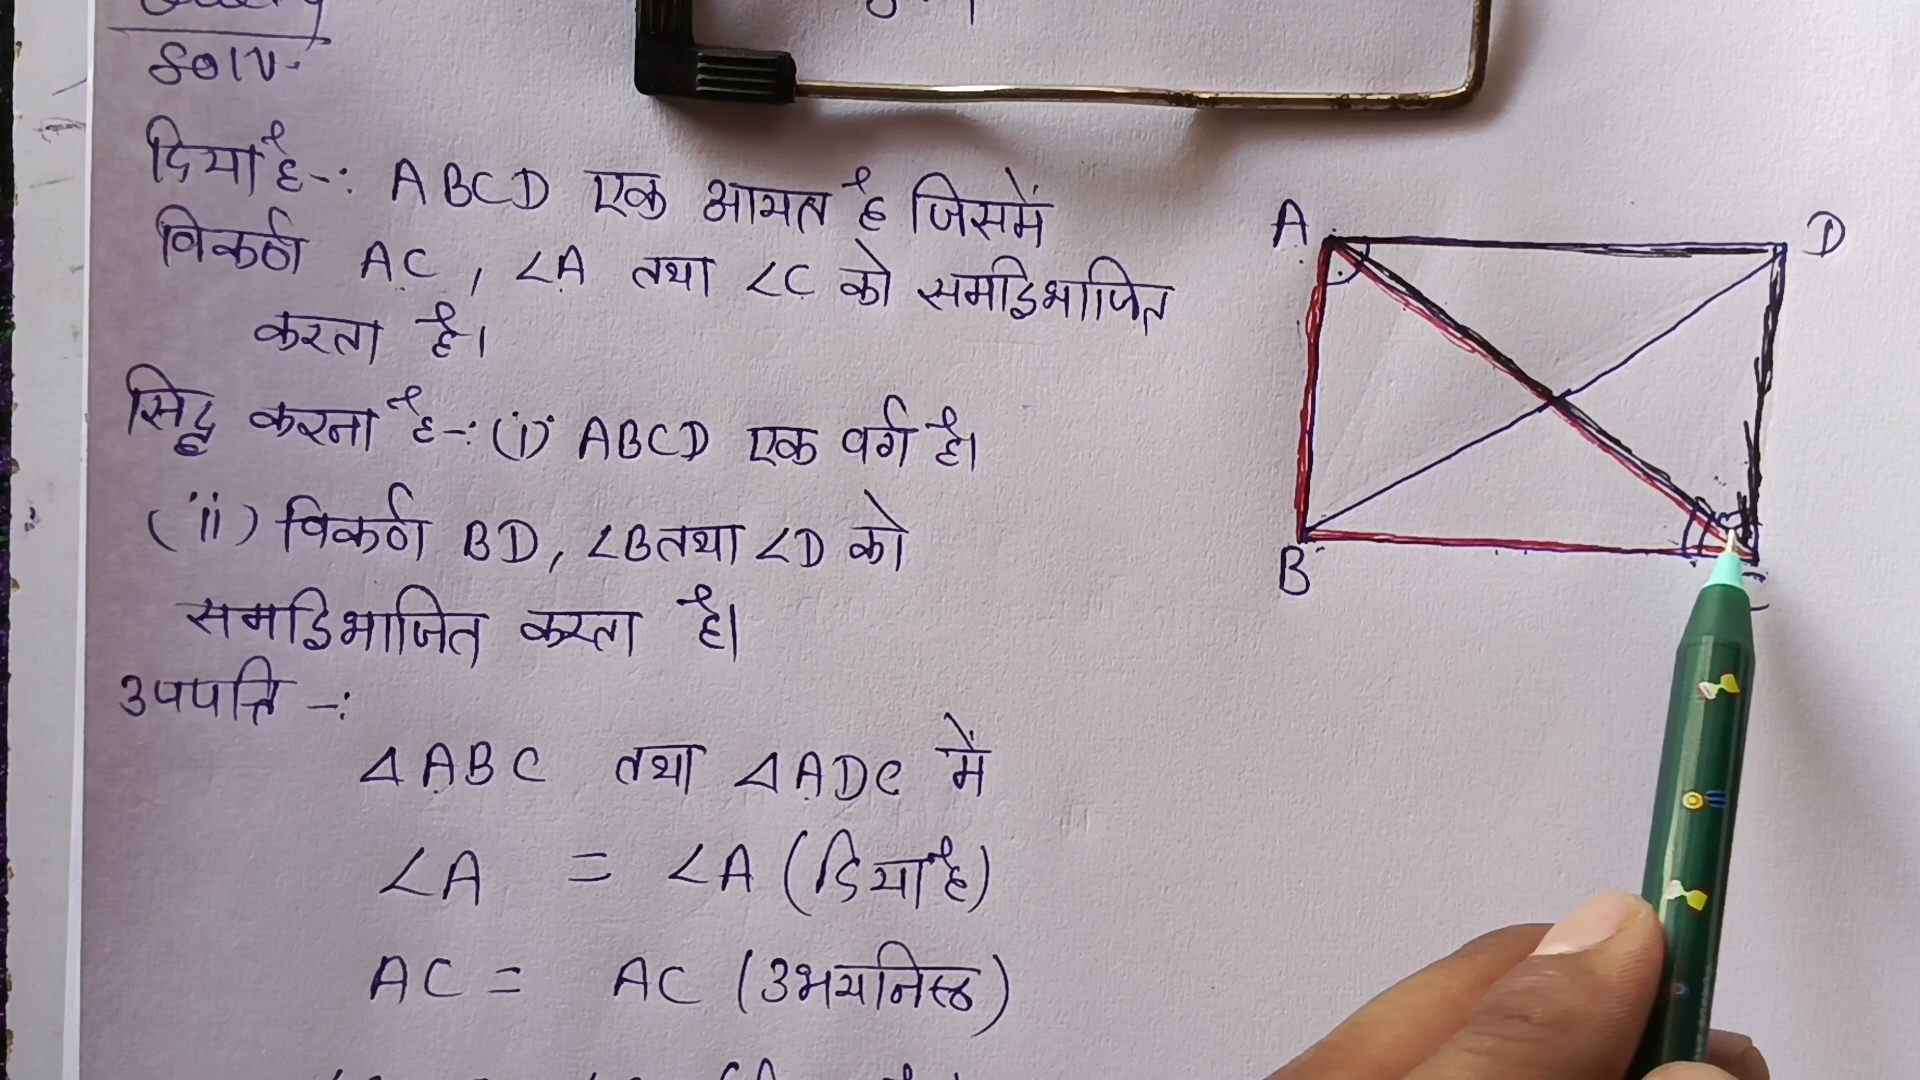 Soln.
दिया है-: ABCD एक आयत है जिसमें
विकर्ण AC, ∠A तथा ∠C को समद्विभाजित
करता है।
सिद्ध करना है-: (i) ABCD एक वर्ग है।
(ii) विकर्ण BD, ∠B तथा ∠D को
समद्विभाजित करता है।
उपपत्ति -:
△ABC तथा △ADC में
∠A = ∠A (दिया है)
AC = AC (उभयनिष्ठ)
A
D
B